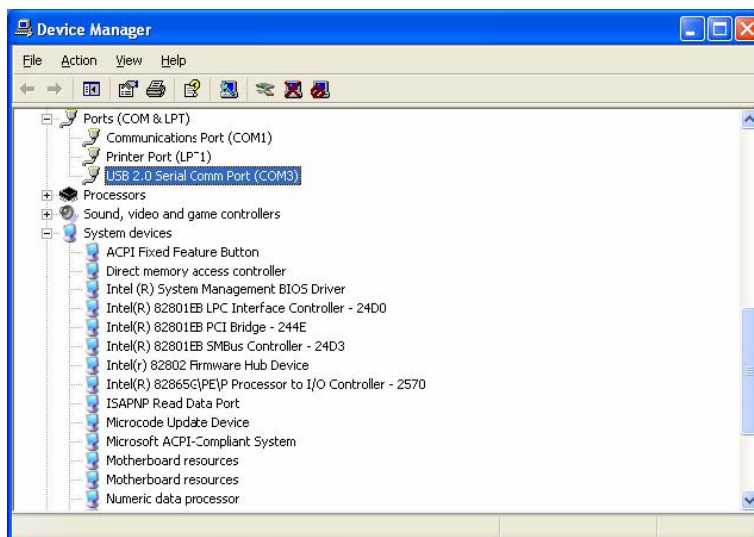 Device Manager
File Action View Help
Ports (COM & LPT)
Communications Port (COM1)
Printer Port (LPT1)
USB 2.0 Serial Comm Port (COM3)
Processors
Sound, video and game controllers
System devices
ACPI Fixed Feature Button
Direct memory access controller
Intel (R) System Management BIOS Driver
Intel(R) 82801EB LPC Interface Controller - 24D0
Intel(R) 82801EB PCI Bridge - 244E
Intel(R) 82801EB SMBus Controller - 24D3
Intel(r) 82802 Firmware Hub Device
Intel(R) 82865G\PE\P Processor to I/O Controller - 2570
ISAPNP Read Data Port
Microcode Update Device
Microsoft ACPI-Compliant System
Motherboard resources
Motherboard resources
Numeric data processor